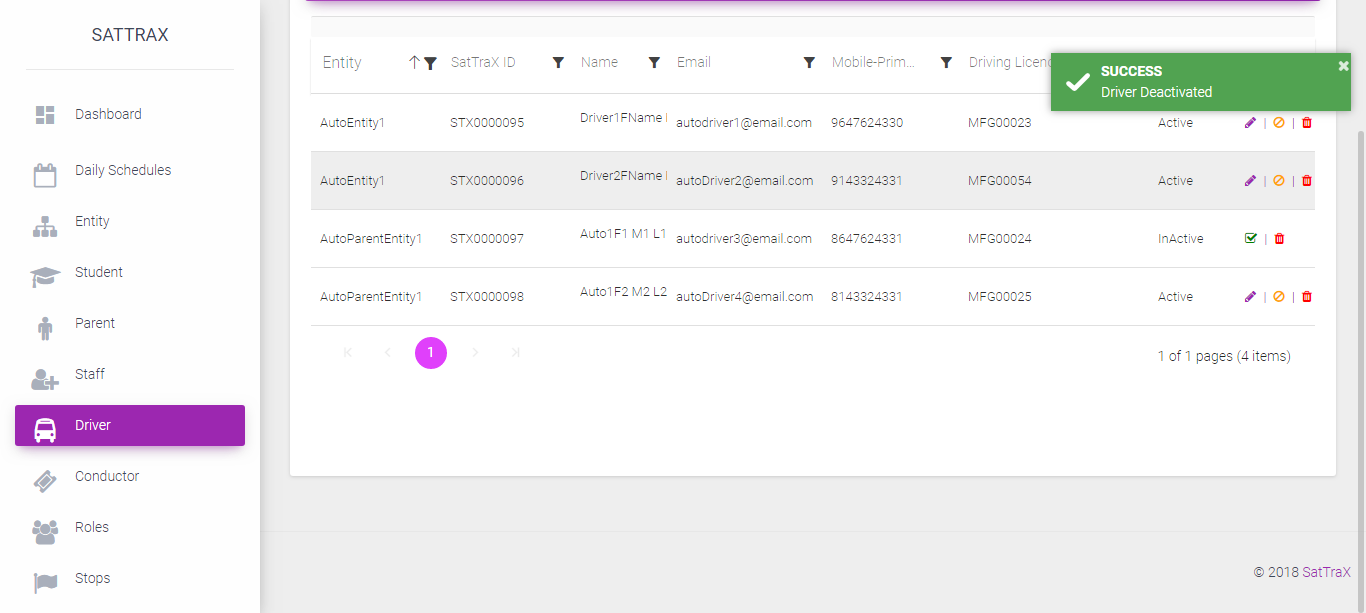 SATTRAX
Dashboard
Daily Schedules
Entity
Student
Parent
Staff
Driver
Conductor
Roles
Stops
Entity SatTraX ID Name Email Mobile-Prim... Driving Licenc
SUCCESS
Driver Deactivated
AutoEntity1 STX0000095 Driver1FName autodriver1@email.com 9647624330 MFG00023 Active | |
AutoEntity1 STX0000096 Driver2FName autoDriver2@email.com 9143324331 MFG00054 Active | |
AutoParentEntity1 STX0000097 Auto1F1 M1 L1 autodriver3@email.com 8647624331 MFG00024 InActive |
AutoParentEntity1 STX0000098 Auto1F2 M2 L2 autoDriver4@email.com 8143324331 MFG00025 Active | |
1
1 of 1 pages (4 items)
© 2018 SatTraX